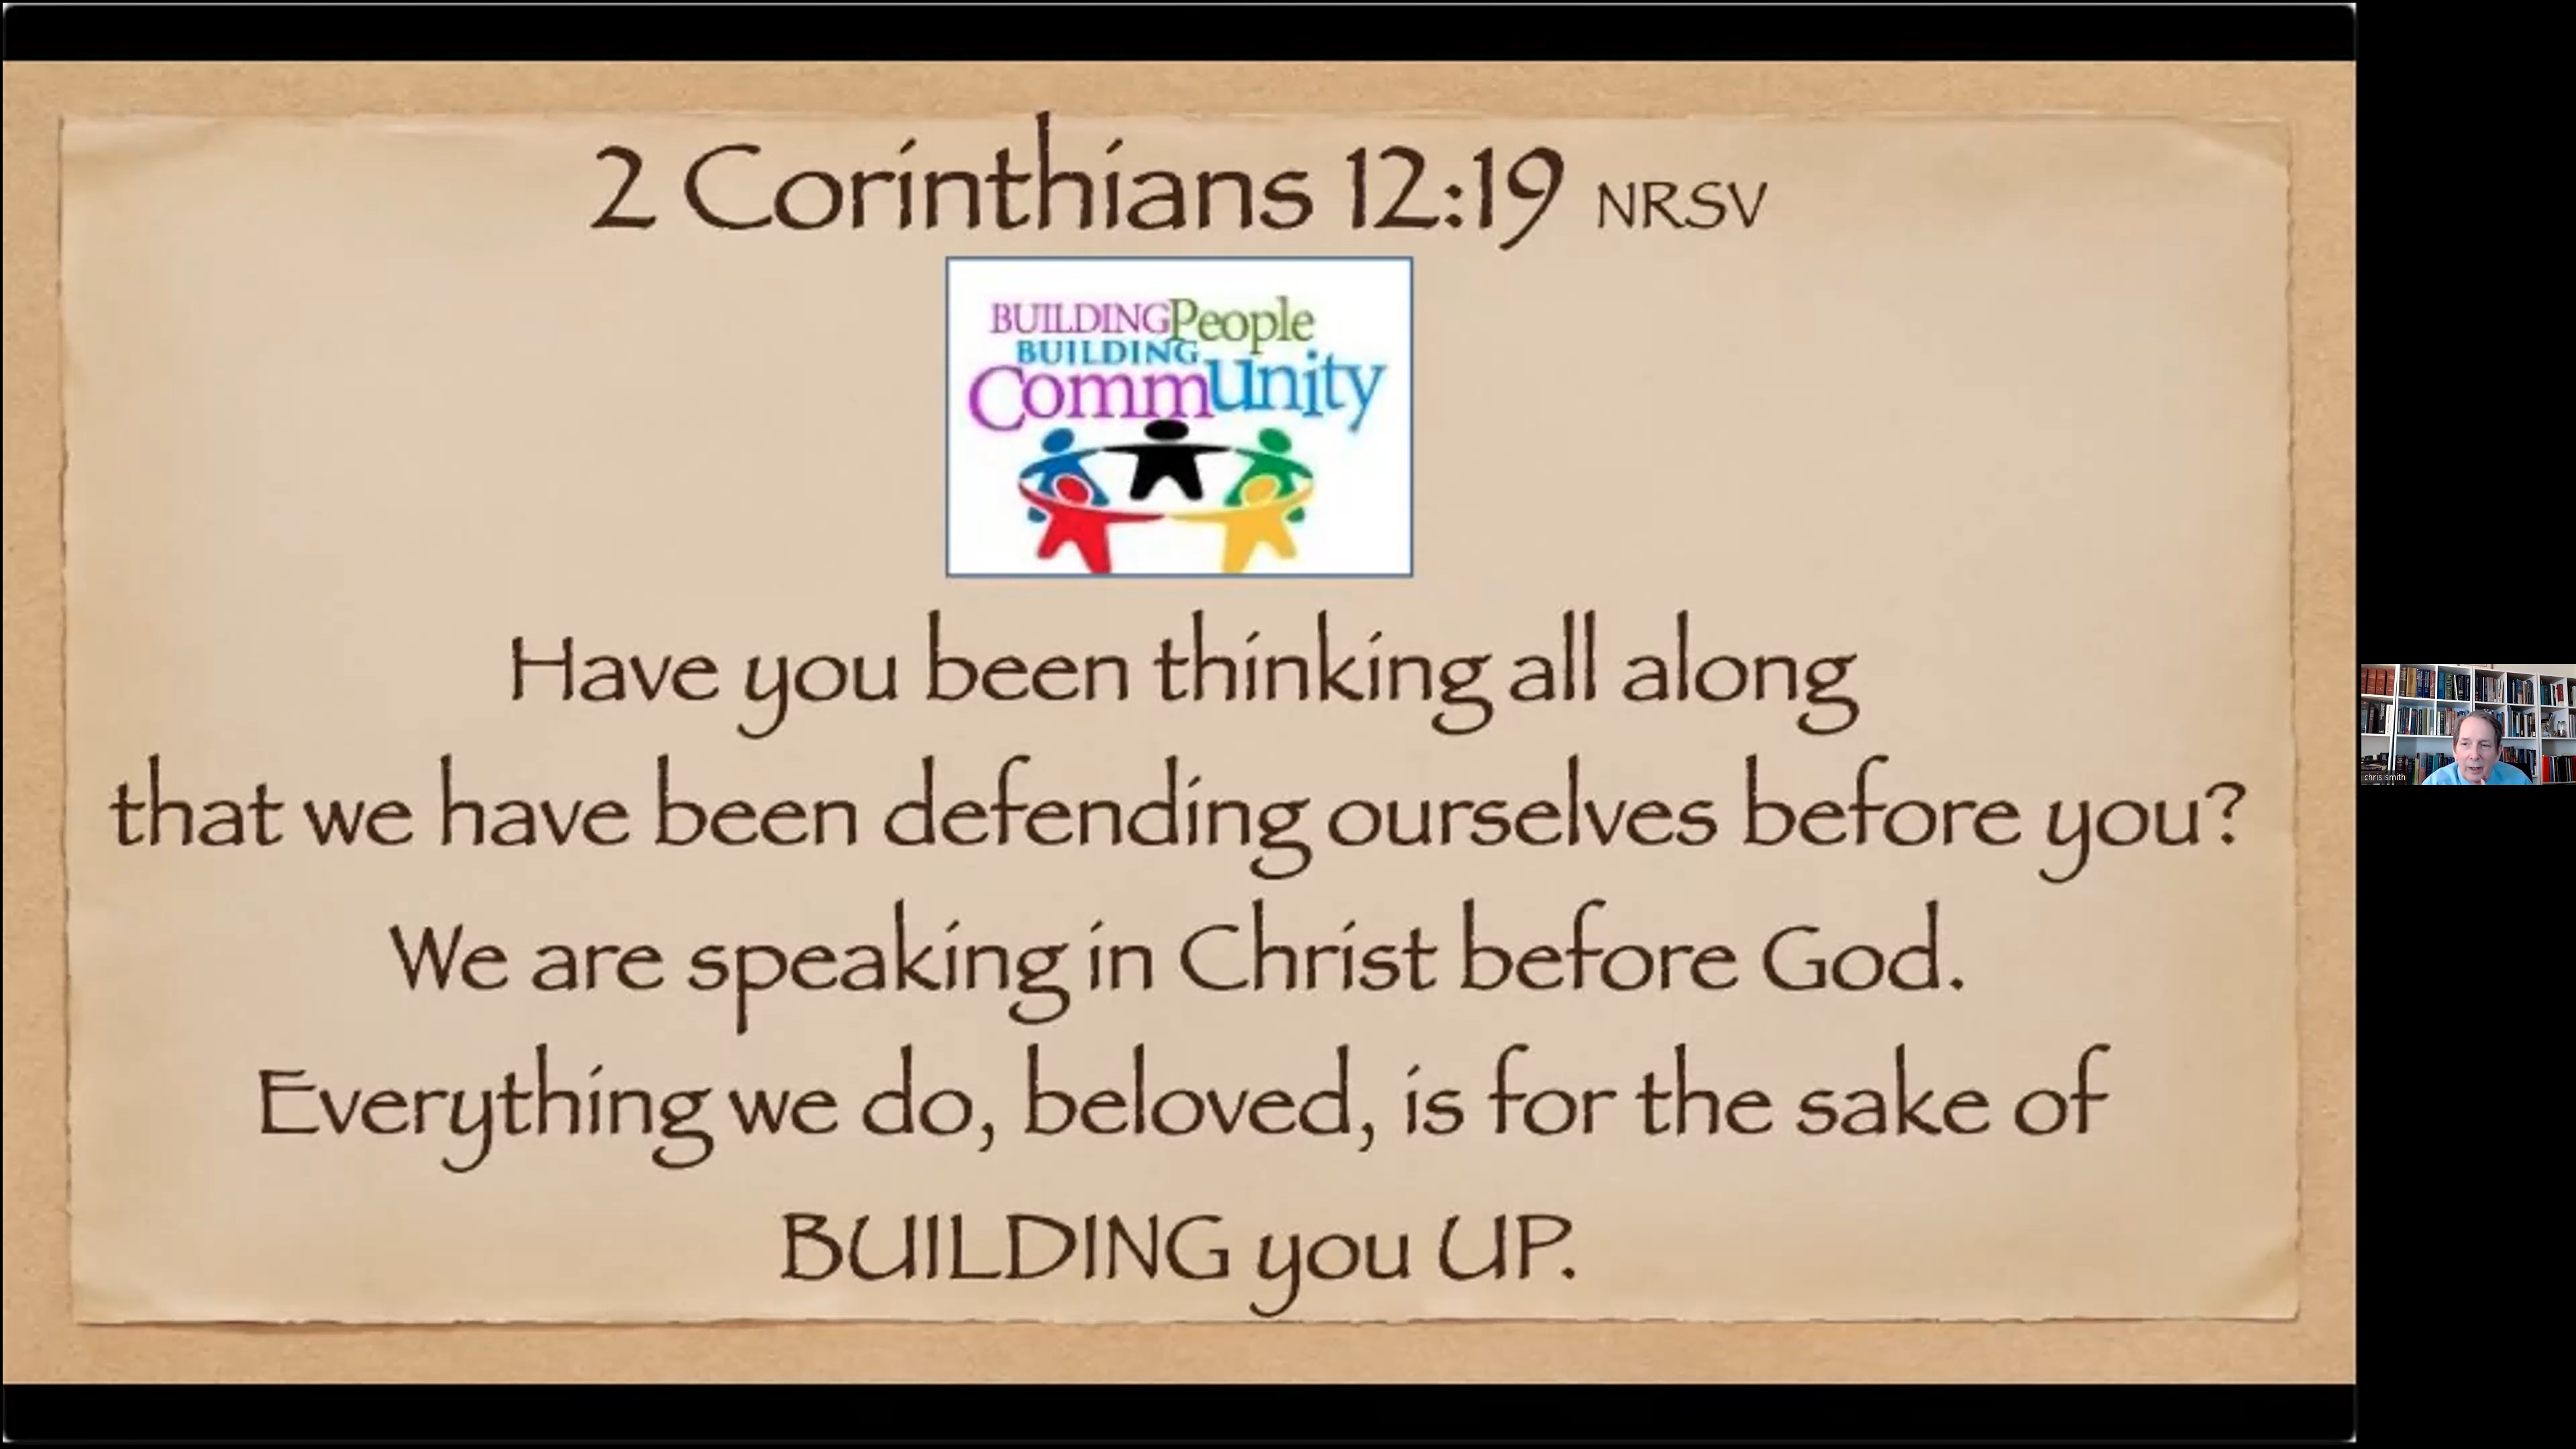 2 Corinthians 12:19 NRSV
BUILDING People
BUILDING
CommUnity
Have you been thinking all along
that we have been defending ourselves before you?
We are speaking in Christ before God.
Everything we do, beloved, is for the sake of
BUILDING you UP.
chris smith